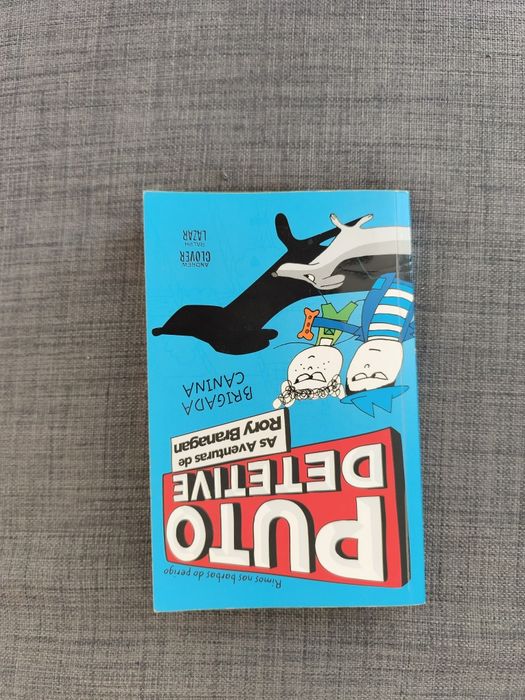 Rimos nas barbas do perigo
PUTO
DETETIVE
As Aventuras de
Rory Branagan
BRIGADA
CANINA
ANDREW
CLOVER
RALPH
LAZAR